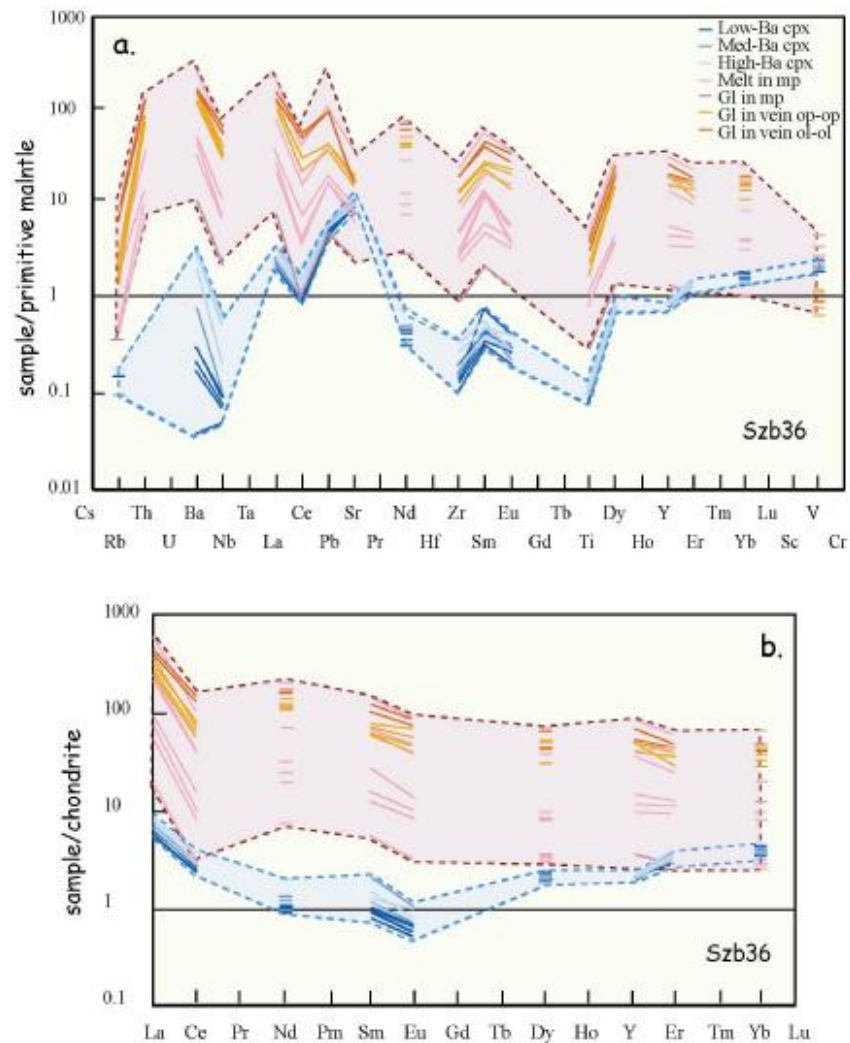 1000
a.
Low-Ba cpx
Med-Ba cpx
High-Ba cpx
Melt in mp
Gl in mp
Gl in vein op-op
Gl in vein ol-ol
100
10
1
0.1
0.01
sample/primitive malntle
Szb36
Cs Th Ba Ta Ce Sr Nd Zr Eu Tb Dy Y Tm Lu V
Rb U Nb La Pb Pr Hf Sm Gd Ti Ho Er Yb Sc Cr
1000
b.
100
10
1
0.1
sample/chondrite
Szb36
La Ce Pr Nd Pm Sm Eu Gd Tb Dy Ho Y Er Tm Yb Lu